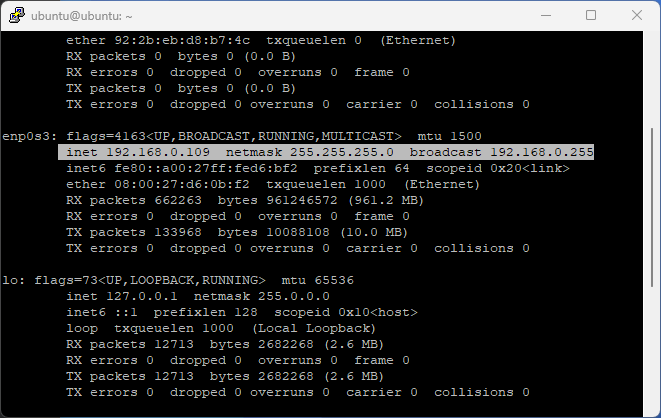 ubuntu@ubuntu: ~
ether 92:2b:eb:d8:b7:4c  txqueuelen 0  (Ethernet)
RX packets 0  bytes 0 (0.0 B)
RX errors 0  dropped 0  overruns 0  frame 0
TX packets 0  bytes 0 (0.0 B)
TX errors 0  dropped 0 overruns 0  carrier 0  collisions 0
enp0s3: flags=4163<UP,BROADCAST,RUNNING,MULTICAST>  mtu 1500
inet 192.168.0.109  netmask 255.255.255.0  broadcast 192.168.0.255
inet6 fe80::a00:27ff:fed6:bf2  prefixlen 64  scopeid 0x20<link>
ether 08:00:27:d6:0b:f2  txqueuelen 1000  (Ethernet)
RX packets 662263  bytes 961246572 (961.2 MB)
RX errors 0  dropped 0  overruns 0  frame 0
TX packets 133968  bytes 10088108 (10.0 MB)
TX errors 0  dropped 0 overruns 0  carrier 0  collisions 0
lo: flags=73<UP,LOOPBACK,RUNNING>  mtu 65536
inet 127.0.0.1  netmask 255.0.0.0
inet6 ::1  prefixlen 128  scopeid 0x10<host>
loop  txqueuelen 1000  (Local Loopback)
RX packets 12713  bytes 2682268 (2.6 MB)
RX errors 0  dropped 0  overruns 0  frame 0
TX packets 12713  bytes 2682268 (2.6 MB)
TX errors 0  dropped 0 overruns 0  carrier 0  collisions 0